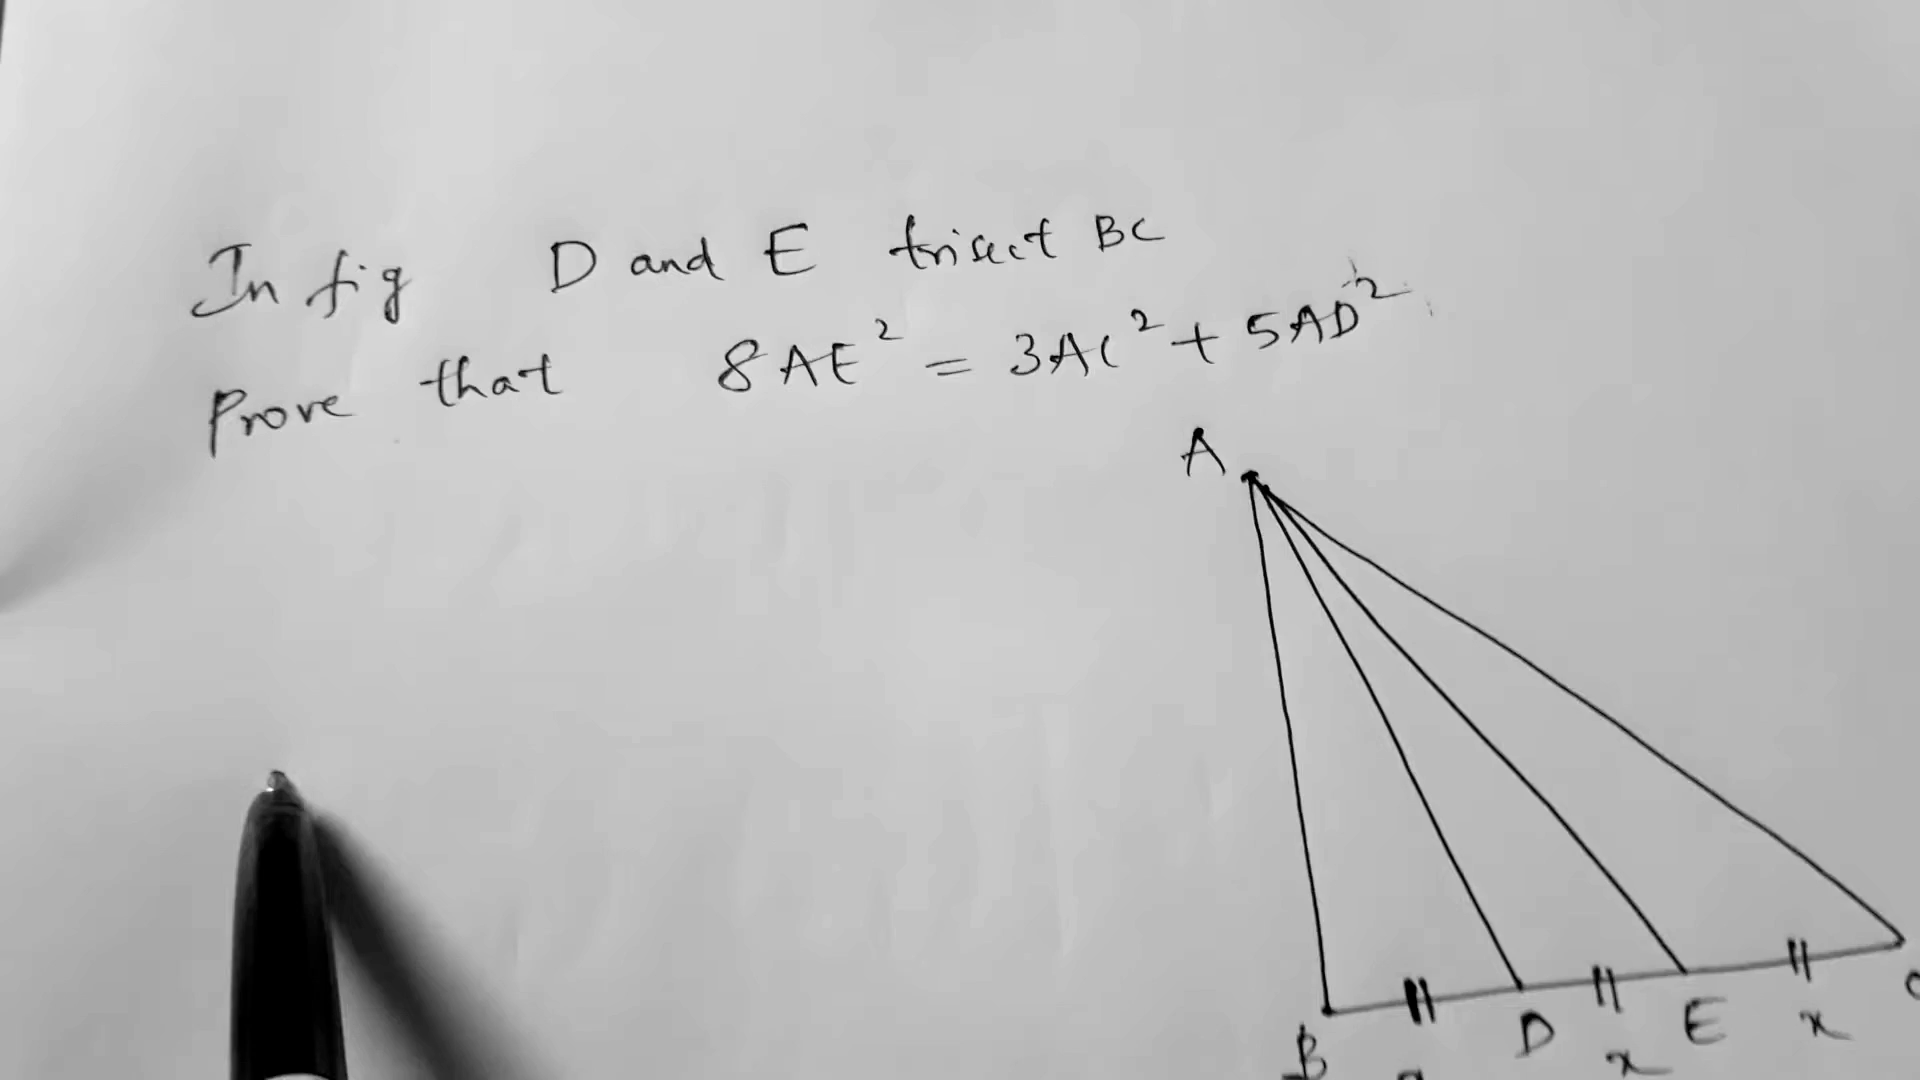 In fig D and E trisect BC
Prove that 8AE² = 3AC² + 5AD²
A
B D E
x x